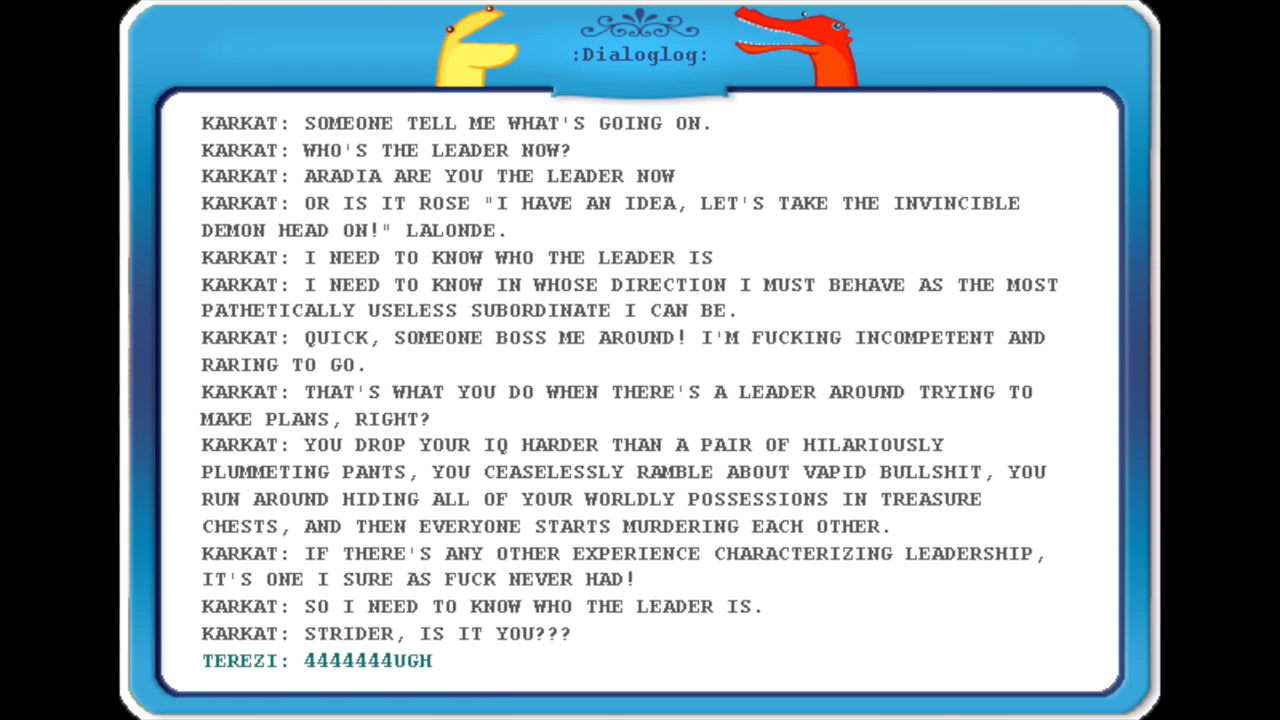 :Dialoglog:
KARKAT: SOMEONE TELL ME WHAT'S GOING ON.
KARKAT: WHO'S THE LEADER NOW?
KARKAT: ARADIA ARE YOU THE LEADER NOW
KARKAT: OR IS IT ROSE "I HAVE AN IDEA, LET'S TAKE THE INVINCIBLE
DEMON HEAD ON!" LALONDE.
KARKAT: I NEED TO KNOW WHO THE LEADER IS
KARKAT: I NEED TO KNOW IN WHOSE DIRECTION I MUST BEHAVE AS THE MOST
PATHETICALLY USELESS SUBORDINATE I CAN BE.
KARKAT: QUICK, SOMEONE BOSS ME AROUND! I'M FUCKING INCOMPETENT AND
RARING TO GO.
KARKAT: THAT'S WHAT YOU DO WHEN THERE'S A LEADER AROUND TRYING TO
MAKE PLANS, RIGHT?
KARKAT: YOU DROP YOUR IQ HARDER THAN A PAIR OF HILARIOUSLY
PLUMMETING PANTS, YOU CEASELESSLY RAMBLE ABOUT VAPID BULLSHIT, YOU
RUN AROUND HIDING ALL OF YOUR WORLDLY POSSESSIONS IN TREASURE
CHESTS, AND THEN EVERYONE STARTS MURDERING EACH OTHER.
KARKAT: IF THERE'S ANY OTHER EXPERIENCE CHARACTERIZING LEADERSHIP,
IT'S ONE I SURE AS FUCK NEVER HAD!
KARKAT: SO I NEED TO KNOW WHO THE LEADER IS.
KARKAT: STRIDER, IS IT YOU???
TEREZI: 4444444UGH